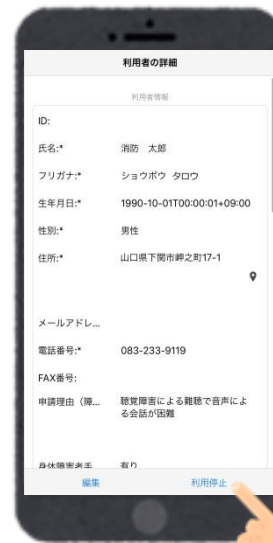 利用者の詳細
利用者情報
ID:
氏名:* 消防 太郎
フリガナ:* ショウボウ タロウ
生年月日:* 1990-10-01T00:00:01+09:00
性別:* 男性
住所:* 山口県下関市岬之町17-1
メールアドレ...
電話番号:* 083-233-9119
FAX番号:
申請理由（障... 聴覚障害による難聴で音声によ
る会話が困難
身体障害者手 有り
編集 利用停止